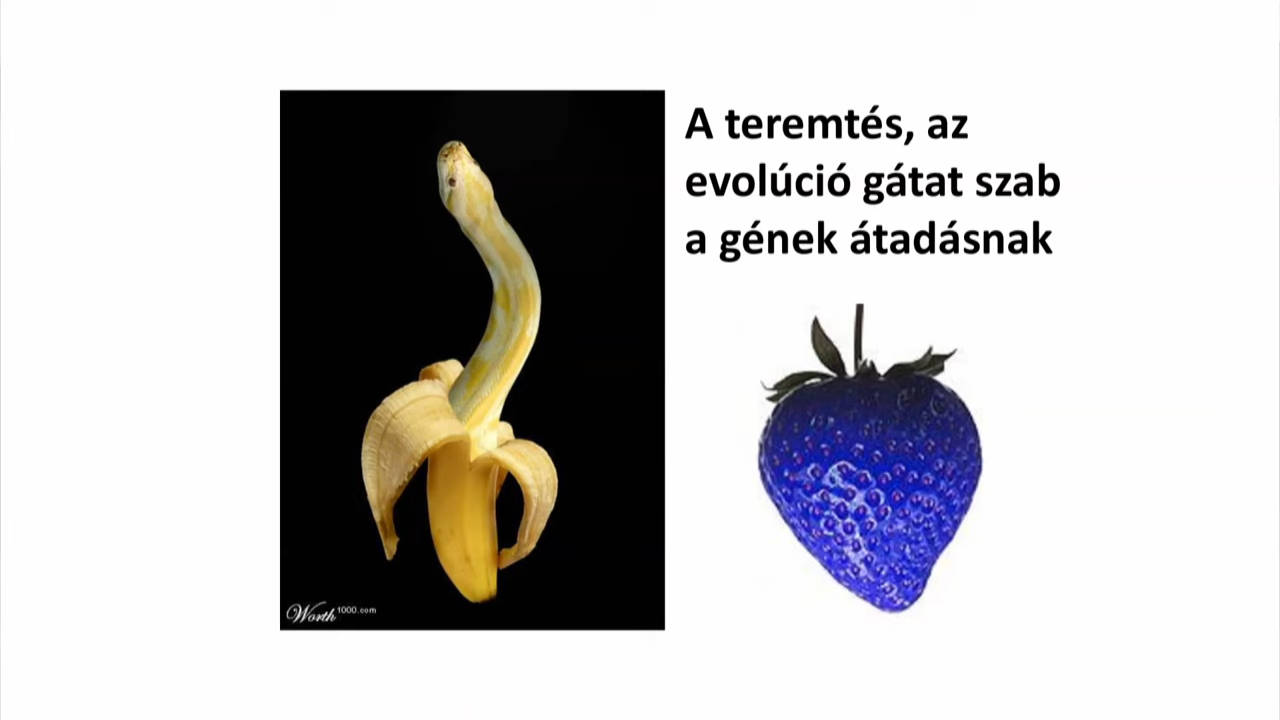 A teremtés, az
evolúció gátat szab
a gének átadásnak
Worth1000.com